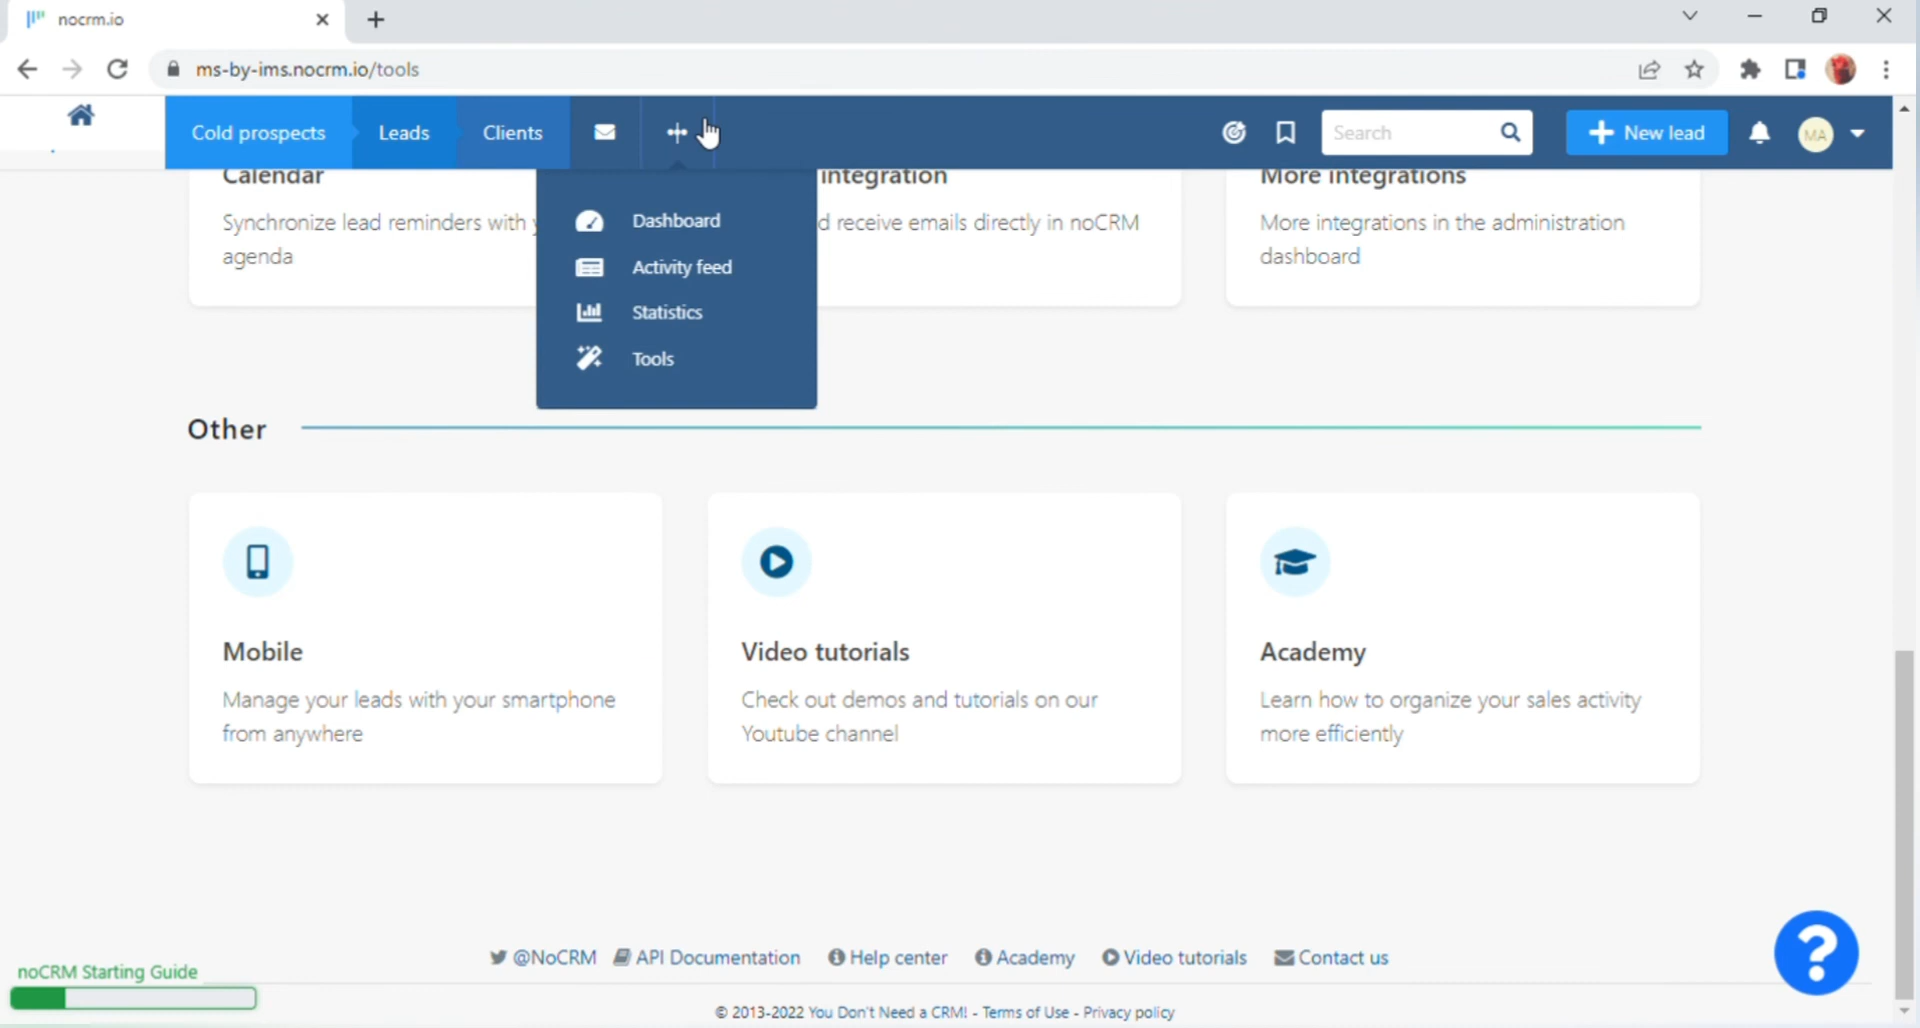 nocrm.io
ms-by-ims.nocrm.io/tools
Cold prospects
Leads
Clients
Search
New lead
MA
Dashboard
Activity feed
Statistics
Tools
Calendar
Synchronize lead reminders with
agenda
integration
d receive emails directly in noCRM
More integrations
More integrations in the administration
dashboard
Other
Mobile
Manage your leads with your smartphone
from anywhere
Video tutorials
Check out demos and tutorials on our
Youtube channel
Academy
Learn how to organize your sales activity
more efficiently
@NoCRM API Documentation Help center Academy Video tutorials Contact us
noCRM Starting Guide
© 2013-2022 You Don't Need a CRM! - Terms of Use - Privacy policy